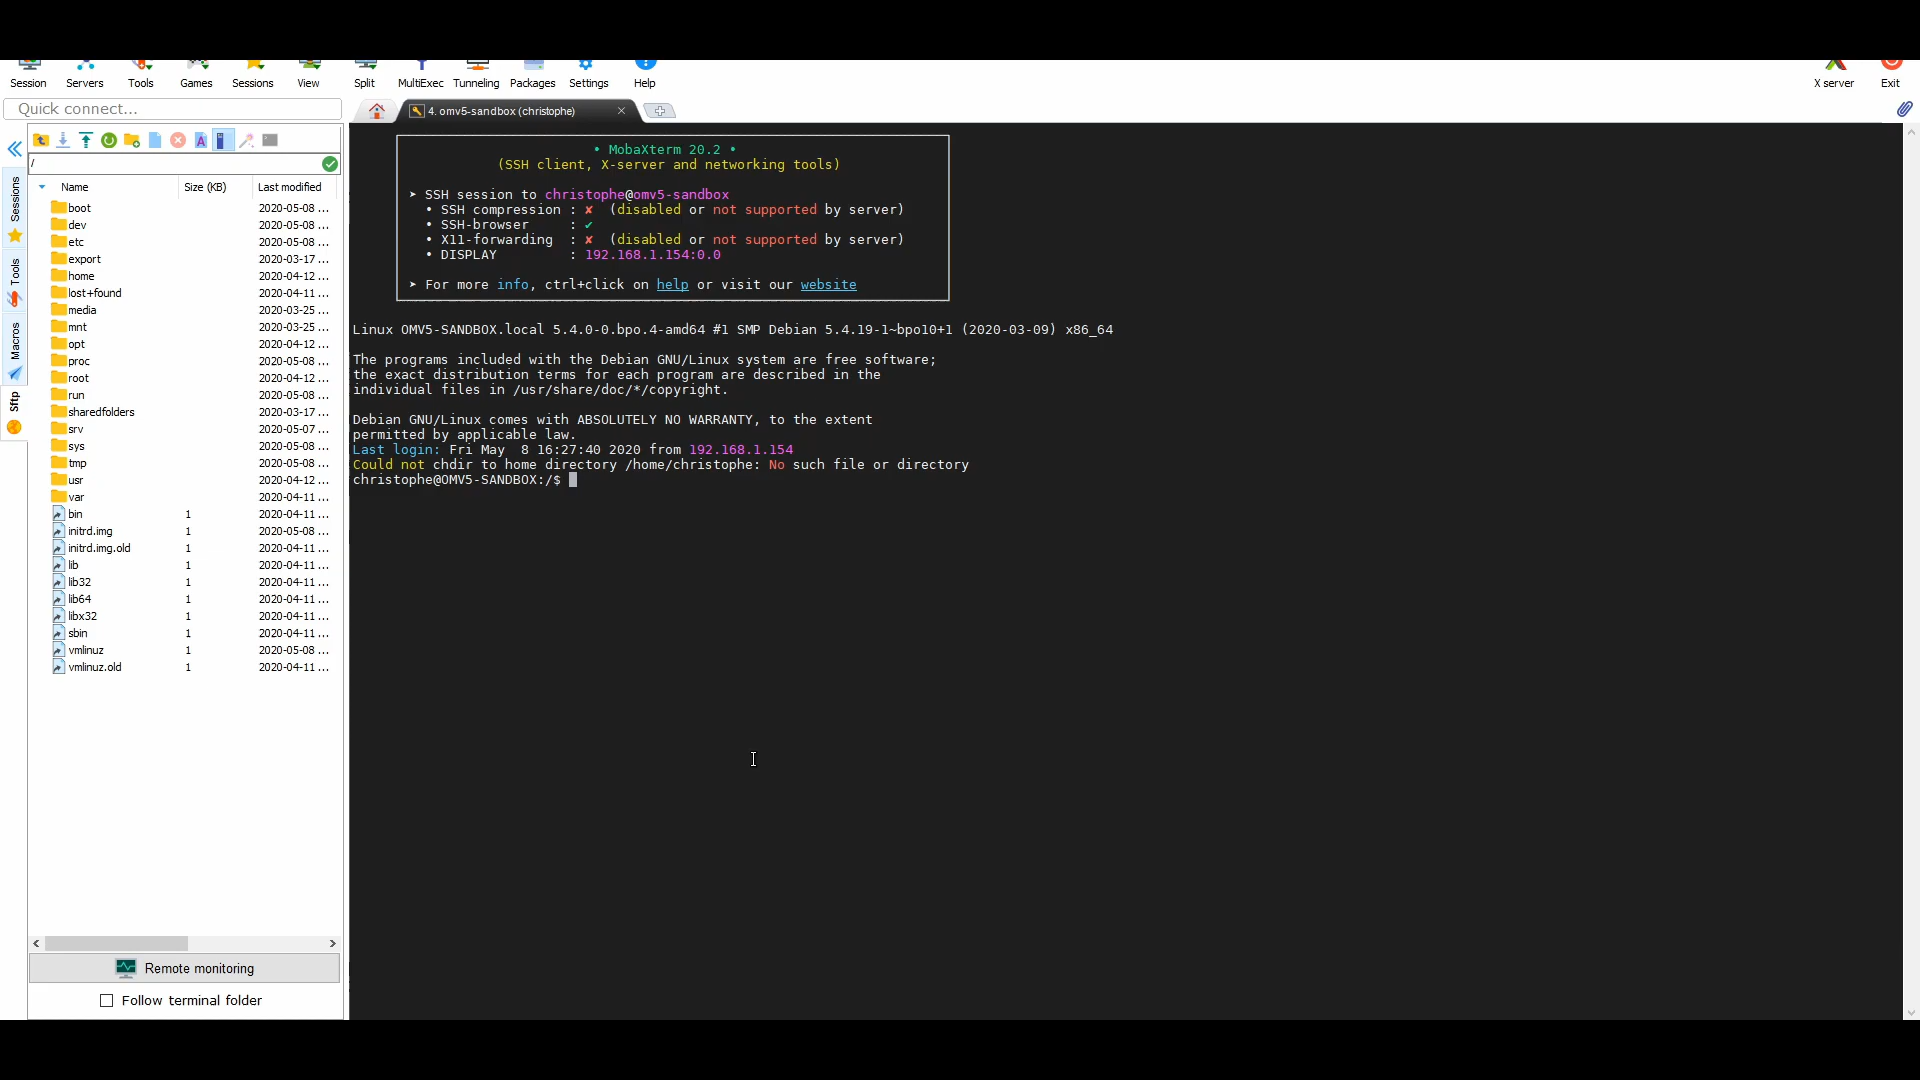 Session Servers Tools Games Sessions View Split MultiExec Tunneling Packages Settings Help X server Exit
Quick connect...
4. omv5-sandbox (christophe)
/
Name Size (KB) Last modified
boot 2020-05-08 ...
dev 2020-05-08 ...
etc 2020-05-08 ...
export 2020-03-17 ...
home 2020-04-12 ...
lost+found 2020-04-11 ...
media 2020-03-25 ...
mnt 2020-03-25 ...
opt 2020-04-12 ...
proc 2020-05-08 ...
root 2020-04-12 ...
run 2020-05-08 ...
sharedfolders 2020-03-17 ...
srv 2020-05-07 ...
sys 2020-05-08 ...
tmp 2020-05-08 ...
usr 2020-04-12 ...
var 2020-04-11 ...
bin 1 2020-04-11 ...
initrd.img 1 2020-05-08 ...
initrd.img.old 1 2020-04-11 ...
lib 1 2020-04-11 ...
lib32 1 2020-04-11 ...
lib64 1 2020-04-11 ...
libx32 1 2020-04-11 ...
sbin 1 2020-04-11 ...
vmlinuz 1 2020-05-08 ...
vmlinuz.old 1 2020-04-11 ...
Remote monitoring
Follow terminal folder
Sessions
Tools
Macros
Sftp
• MobaXterm 20.2 •
(SSH client, X-server and networking tools)
➤ SSH session to christophe@omv5-sandbox
• SSH compression : ✘ (disabled or not supported by server)
• SSH-browser : ✔
• X11-forwarding : ✘ (disabled or not supported by server)
• DISPLAY : 192.168.1.154:0.0
➤ For more info, ctrl+click on help or visit our website
Linux OMV5-SANDBOX.local 5.4.0-0.bpo.4-amd64 #1 SMP Debian 5.4.19-1~bpo10+1 (2020-03-09) x86_64
The programs included with the Debian GNU/Linux system are free software;
the exact distribution terms for each program are described in the
individual files in /usr/share/doc/*/copyright.
Debian GNU/Linux comes with ABSOLUTELY NO WARRANTY, to the extent
permitted by applicable law.
Last login: Fri May  8 16:27:40 2020 from 192.168.1.154
Could not chdir to home directory /home/christophe: No such file or directory
christophe@OMV5-SANDBOX:/$